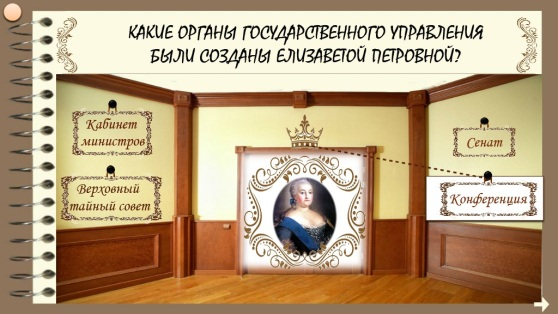 КАКИЕ ОРГАНЫ ГОСУДАРСТВЕННОГО УПРАВЛЕНИЯ
БЫЛИ СОЗДАНЫ ЕЛИЗАВЕТОЙ ПЕТРОВНОЙ?
Кабинет
министров
Верховный
тайный совет
Сенат
Конференция